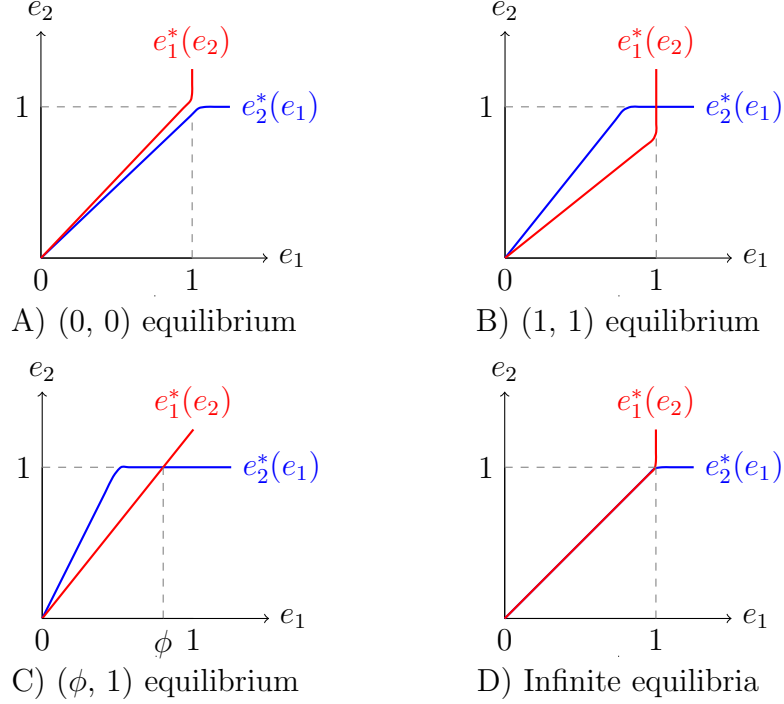 e₂
e₁*(e₂)
1
e₂*(e₁)
0
1
e₁
A) (0, 0) equilibrium
e₂
e₁*(e₂)
1
e₂*(e₁)
0
1
e₁
B) (1, 1) equilibrium
e₂
e₁*(e₂)
1
e₂*(e₁)
0
ϕ
1
e₁
C) (ϕ, 1) equilibrium
e₂
e₁*(e₂)
1
e₂*(e₁)
0
1
e₁
D) Infinite equilibria